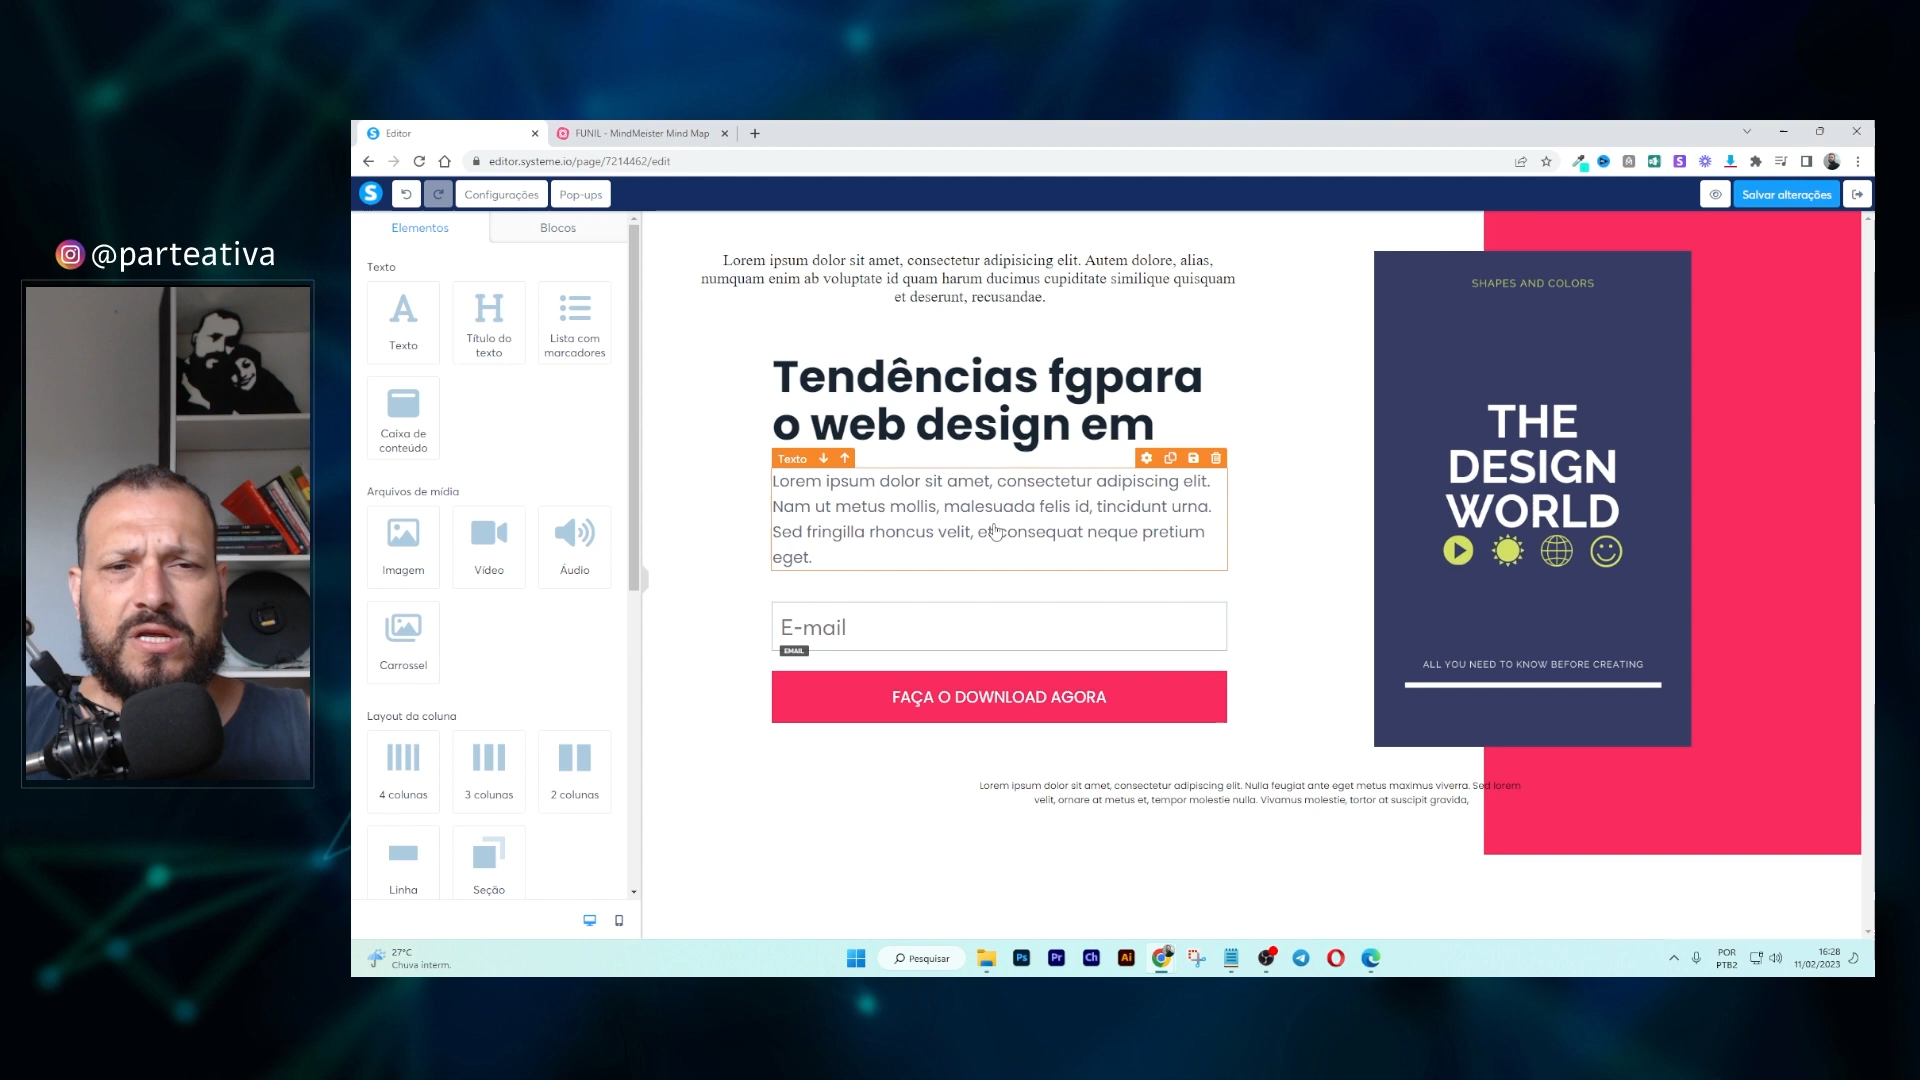 @parteativa
Editor
FUNIL - MindMeister Mind Map
editor.systeme.io/page/7214462/edit
Configurações
Pop-ups
Salvar alterações
Elementos
Blocos
Texto
Texto
Título do
texto
Lista com
marcadores
Caixa de
conteúdo
Arquivos de mídia
Imagem
Vídeo
Áudio
Carrossel
Layout da coluna
4 colunas
3 colunas
2 colunas
Linha
Seção
Lorem ipsum dolor sit amet, consectetur adipisicing elit. Autem dolore, alias,
numquam enim ab voluptate id quam harum ducimus cupiditate similique quisquam
et deserunt, recusandae.
Tendências fgpara
o web design em
Texto
Lorem ipsum dolor sit amet, consectetur adipiscing elit.
Nam ut metus mollis, malesuada felis id, tincidunt urna.
Sed fringilla rhoncus velit, et consequat neque pretium
eget.
E-mail
EMAIL
FAÇA O DOWNLOAD AGORA
SHAPES AND COLORS
THE
DESIGN
WORLD
ALL YOU NEED TO KNOW BEFORE CREATING
Lorem ipsum dolor sit amet, consectetur adipiscing elit. Nulla feugiat ante eget metus maximus viverra. Sed lorem
velit, ornare at metus et, tempor molestie nulla. Vivamus molestie, tortor at suscipit gravida,
27°C
Chuva interm.
Pesquisar
Ps
Pr
Ch
Ai
POR
PTB2
16:28
11/02/2023